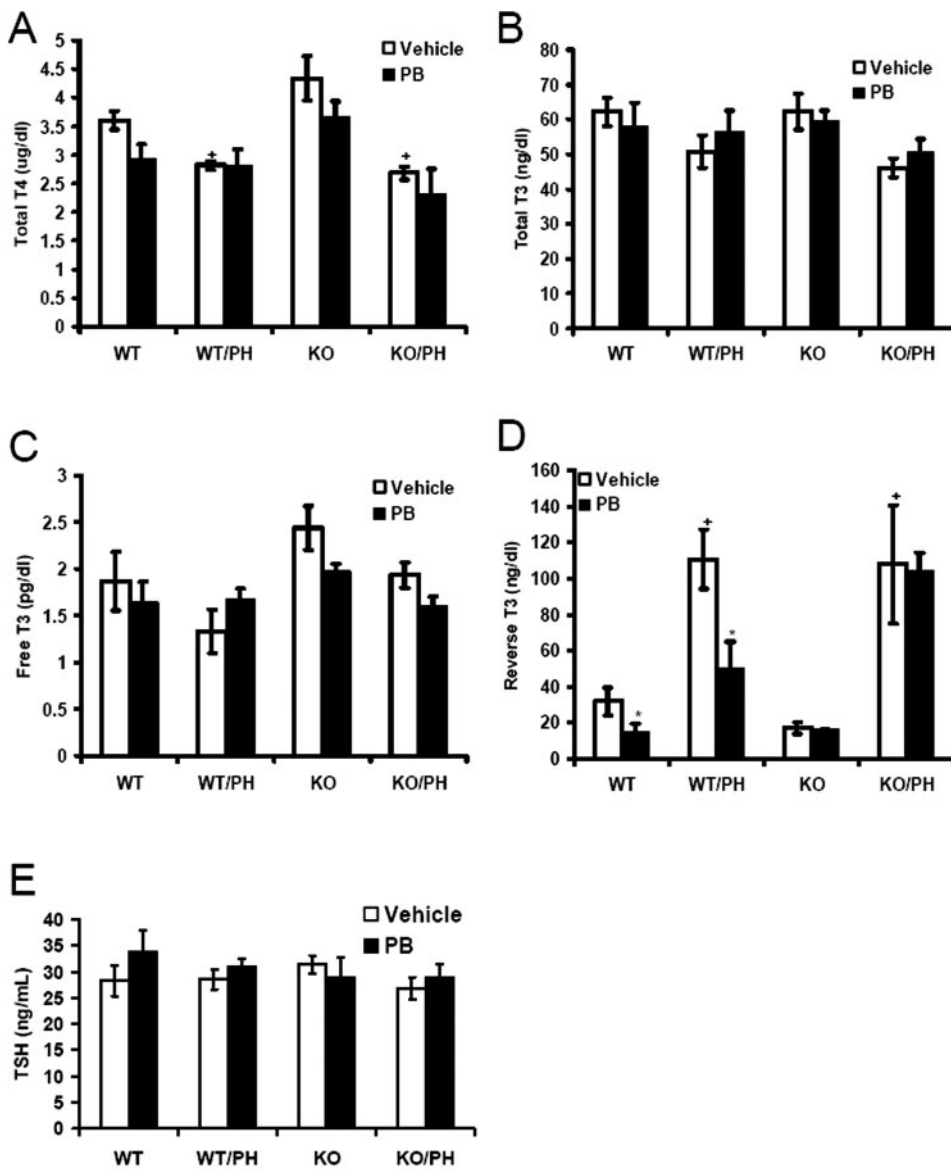 A
Total T4 (ug/dl)
5
4.5
4
3.5
3
2.5
2
1.5
1
0.5
0
Vehicle
PB
+
+
WT WT/PH KO KO/PH
B
Total T3 (ng/dl)
80
70
60
50
40
30
20
10
0
Vehicle
PB
WT WT/PH KO KO/PH
C
Free T3 (pg/dl)
3
2.5
2
1.5
1
0.5
0
Vehicle
PB
WT WT/PH KO KO/PH
D
Reverse T3 (ng/dl)
160
140
120
100
80
60
40
20
0
Vehicle
PB
*
+
*
+
WT WT/PH KO KO/PH
E
TSH (ng/mL)
40
35
30
25
20
15
10
5
0
Vehicle
PB
WT WT/PH KO KO/PH